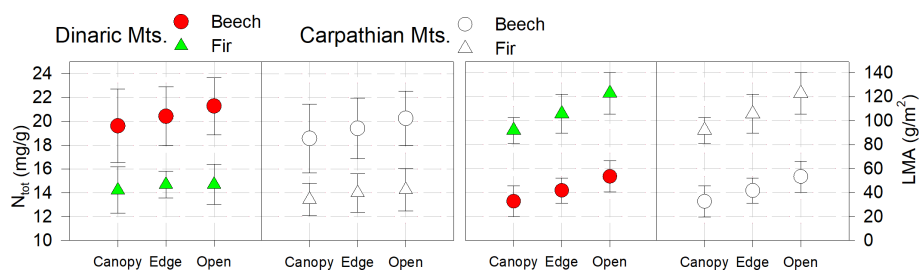 Dinaric Mts.
Beech
Fir
Carpathian Mts.
Beech
Fir
N_tot (mg/g)
24
22
20
18
16
14
12
10
Canopy Edge Open
Canopy Edge Open
Canopy Edge Open
Canopy Edge Open
140
120
100
80
60
40
20
0
LMA (g/m²)